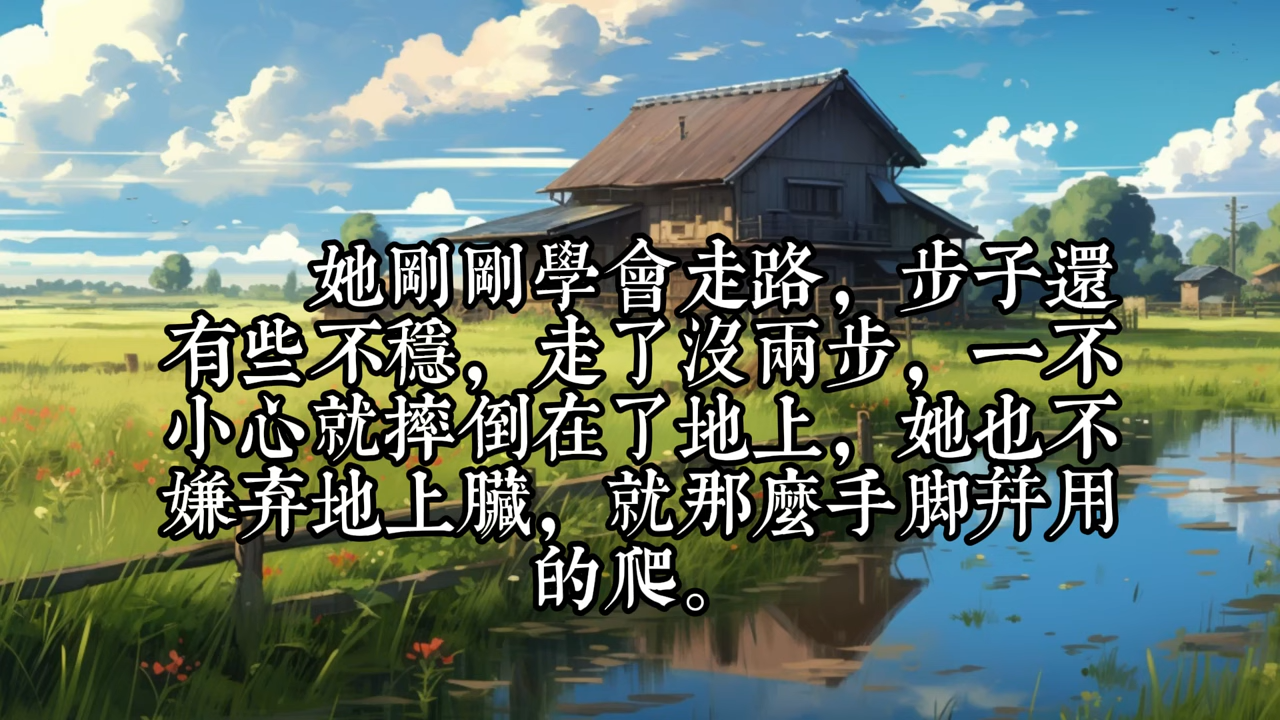 她剛剛學會走路，步子還
有些不穩，走了沒兩步，一不
小心就摔倒在了地上，她也不
嫌弃地上臟，就那麼手脚并用
的爬。